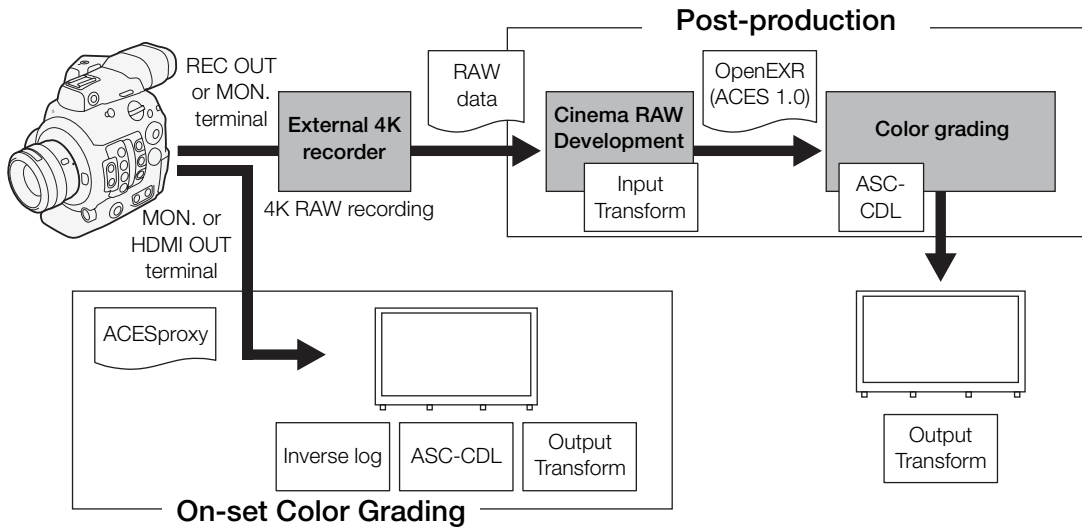 Post-production
REC OUT
or MON.
terminal
External 4K
recorder
4K RAW recording
RAW
data
Cinema RAW
Development
Input
Transform
OpenEXR
(ACES 1.0)
Color grading
ASC-
CDL
MON. or
HDMI OUT
terminal
ACESproxy
Inverse log
ASC-CDL
Output
Transform
On-set Color Grading
Output
Transform